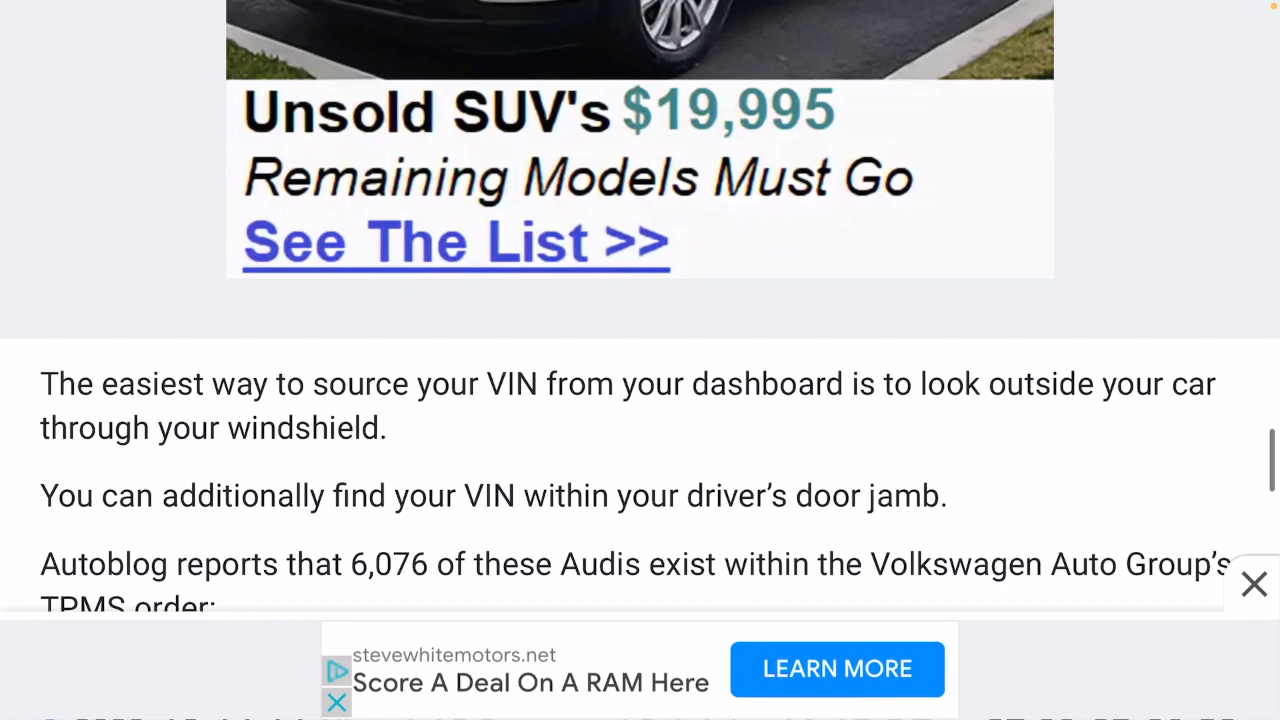 Unsold SUV's $19,995
Remaining Models Must Go
See The List >>
The easiest way to source your VIN from your dashboard is to look outside your car
through your windshield.
You can additionally find your VIN within your driver’s door jamb.
Autoblog reports that 6,076 of these Audis exist within the Volkswagen Auto Group’s
TPMS order:
stevewhitemotors.net
Score A Deal On A RAM Here
LEARN MORE